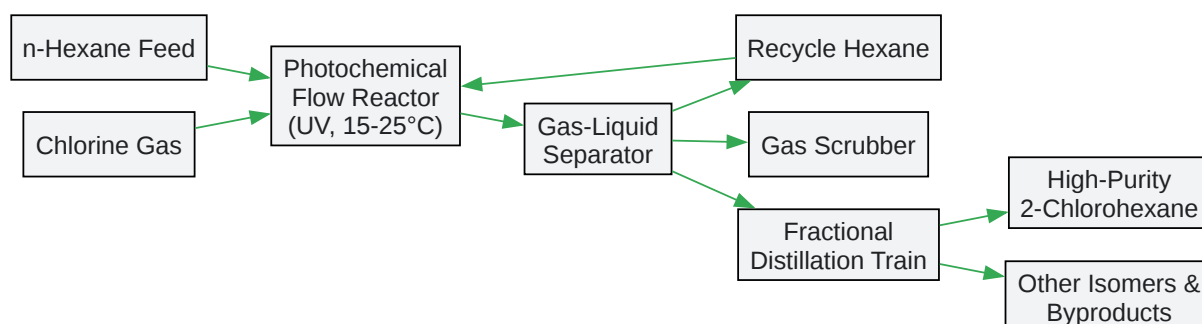 n-Hexane Feed
Chlorine Gas
Photochemical
Flow Reactor
(UV, 15-25°C)
Gas-Liquid
Separator
Recycle Hexane
Gas Scrubber
Fractional
Distillation Train
High-Purity
2-Chlorohexane
Other Isomers &
Byproducts